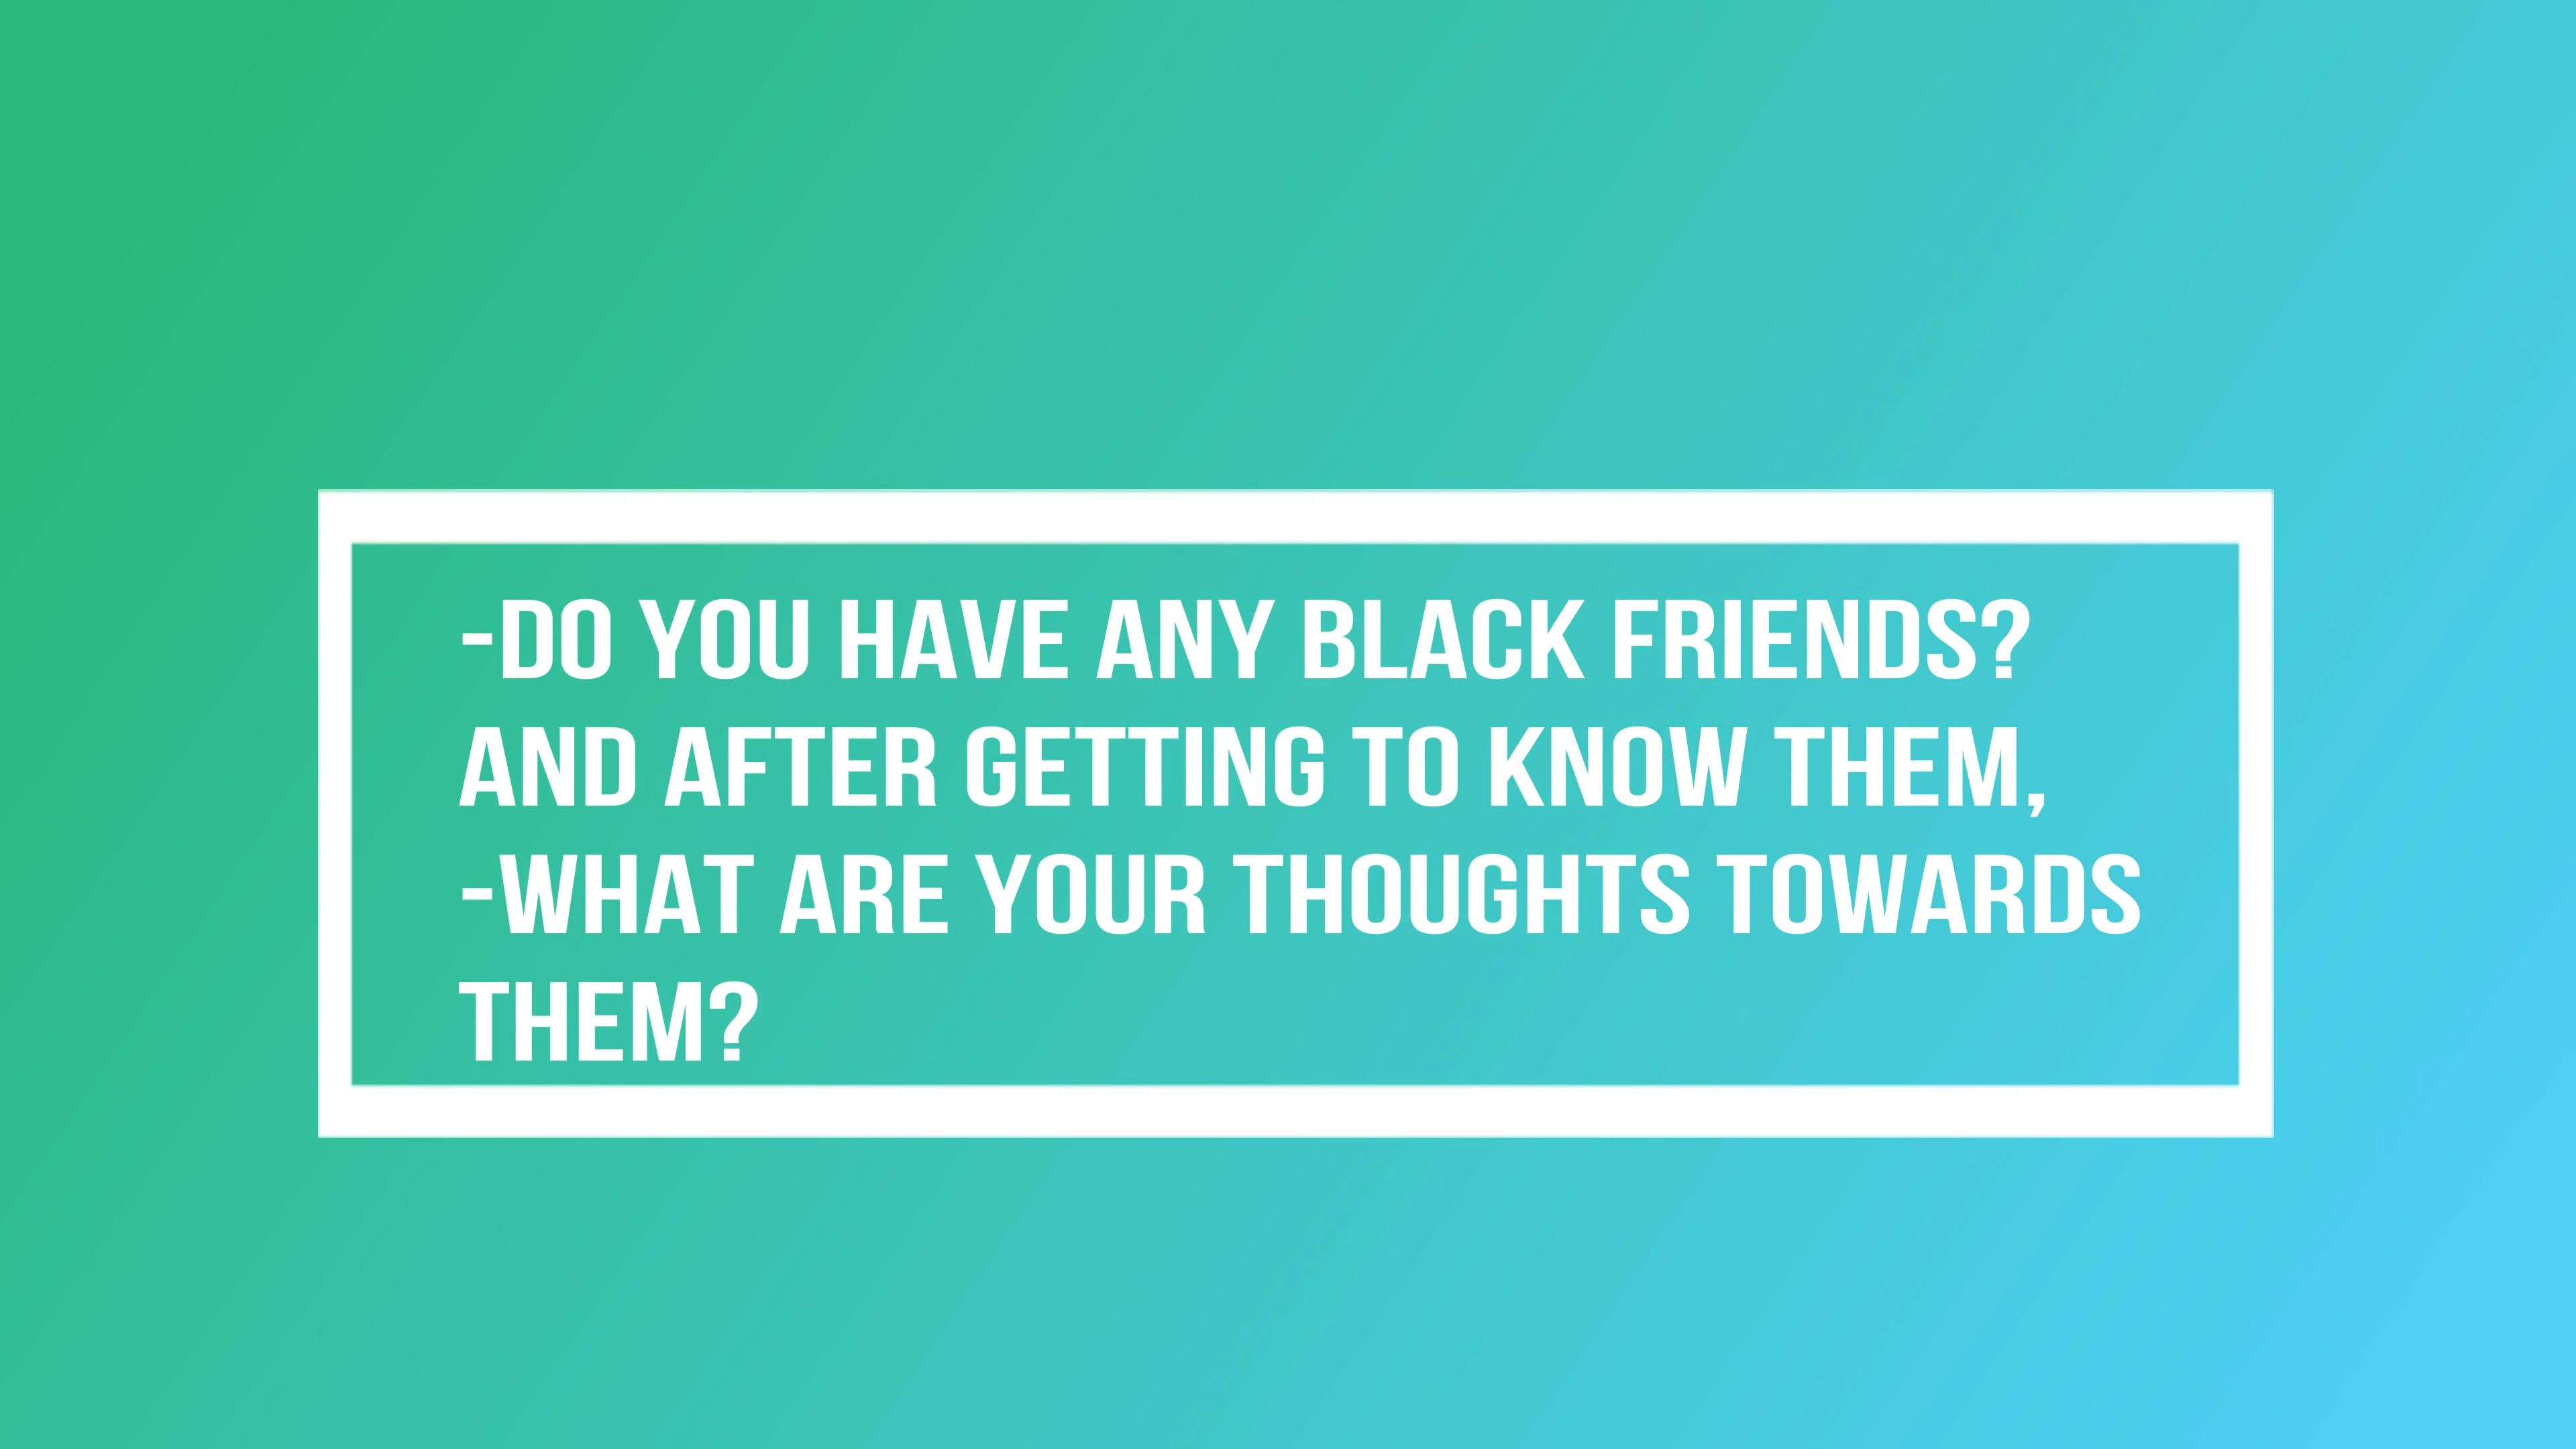 -DO YOU HAVE ANY BLACK FRIENDS?
AND AFTER GETTING TO KNOW THEM,
-WHAT ARE YOUR THOUGHTS TOWARDS
THEM?